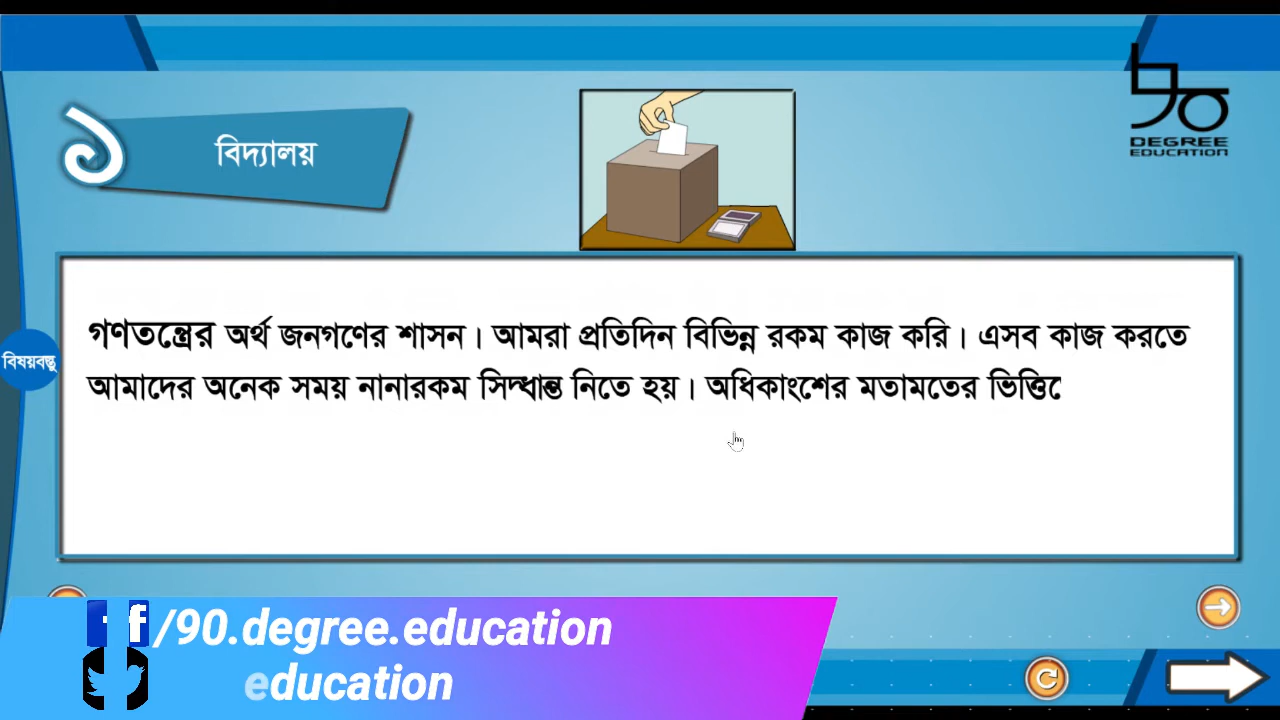 ১
বিদ্যালয়
৯০
DEGREE
EDUCATION
বিষয়বস্তু
গণতন্ত্রের অর্থ জনগণের শাসন। আমরা প্রতিদিন বিভিন্ন রকম কাজ করি। এসব কাজ করতে
আমাদের অনেক সময় নানারকম সিদ্ধান্ত নিতে হয়। অধিকাংশের মতামতের
/90.degree.education
education